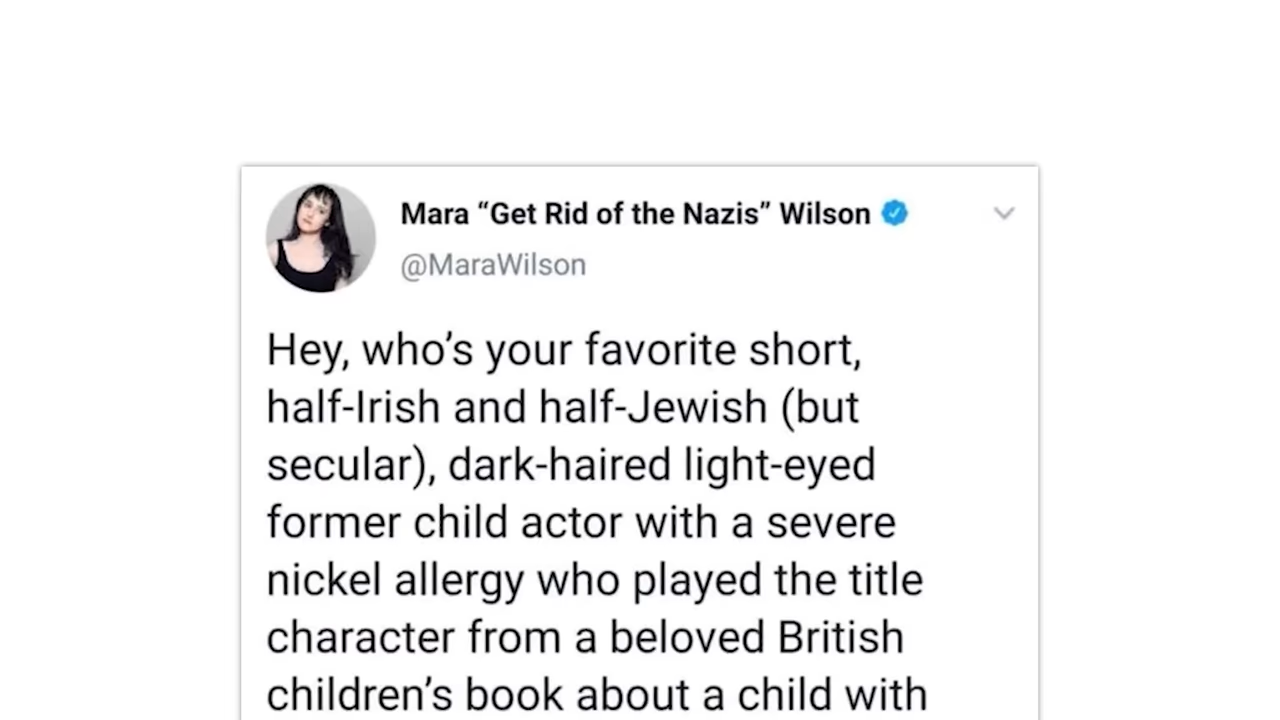 Mara “Get Rid of the Nazis” Wilson
@MaraWilson
Hey, who’s your favorite short,
half-Irish and half-Jewish (but
secular), dark-haired light-eyed
former child actor with a severe
nickel allergy who played the title
character from a beloved British
children’s book about a child with